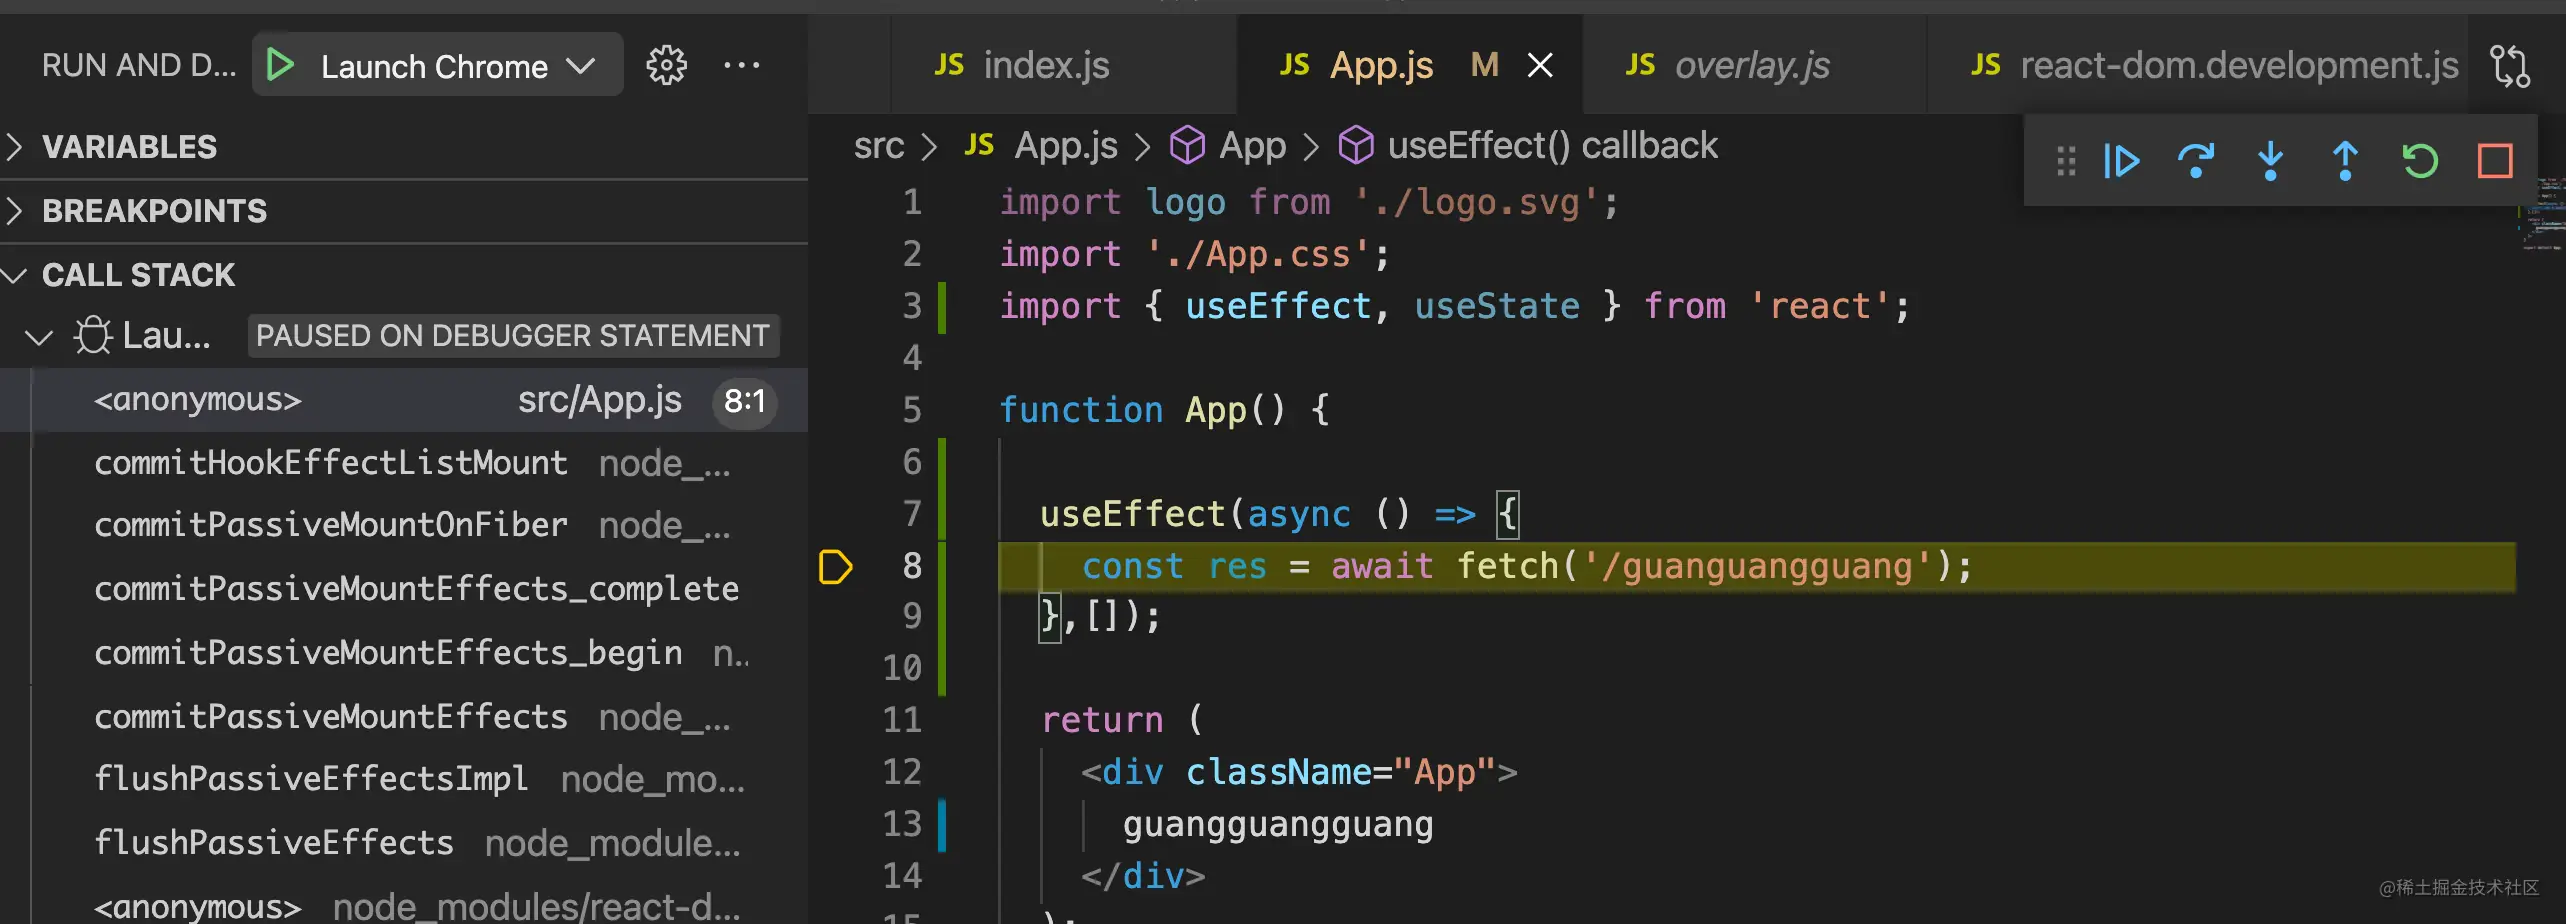 RUN AND D... Launch Chrome ...
VARIABLES
BREAKPOINTS
CALL STACK
Lau... PAUSED ON DEBUGGER STATEMENT
<anonymous> src/App.js 8:1
commitHookEffectListMount node_...
commitPassiveMountOnFiber node_...
commitPassiveMountEffects_complete
commitPassiveMountEffects_begin n..
commitPassiveMountEffects node_...
flushPassiveEffectsImpl node_mo...
flushPassiveEffects node_module...
<anonymous> node_modules/react-d...
JS index.js JS App.js M JS overlay.js JS react-dom.development.js
src > JS App.js > App > useEffect() callback
1 import logo from './logo.svg';
2 import './App.css';
3 import { useEffect, useState } from 'react';
4
5 function App() {
6
7 useEffect(async () => {
8 const res = await fetch('/guanguangguang');
9 },[]);
10
11 return (
12 <div className="App">
13 guangguangguang
14 </div>
15 );
@稀土掘金技术社区